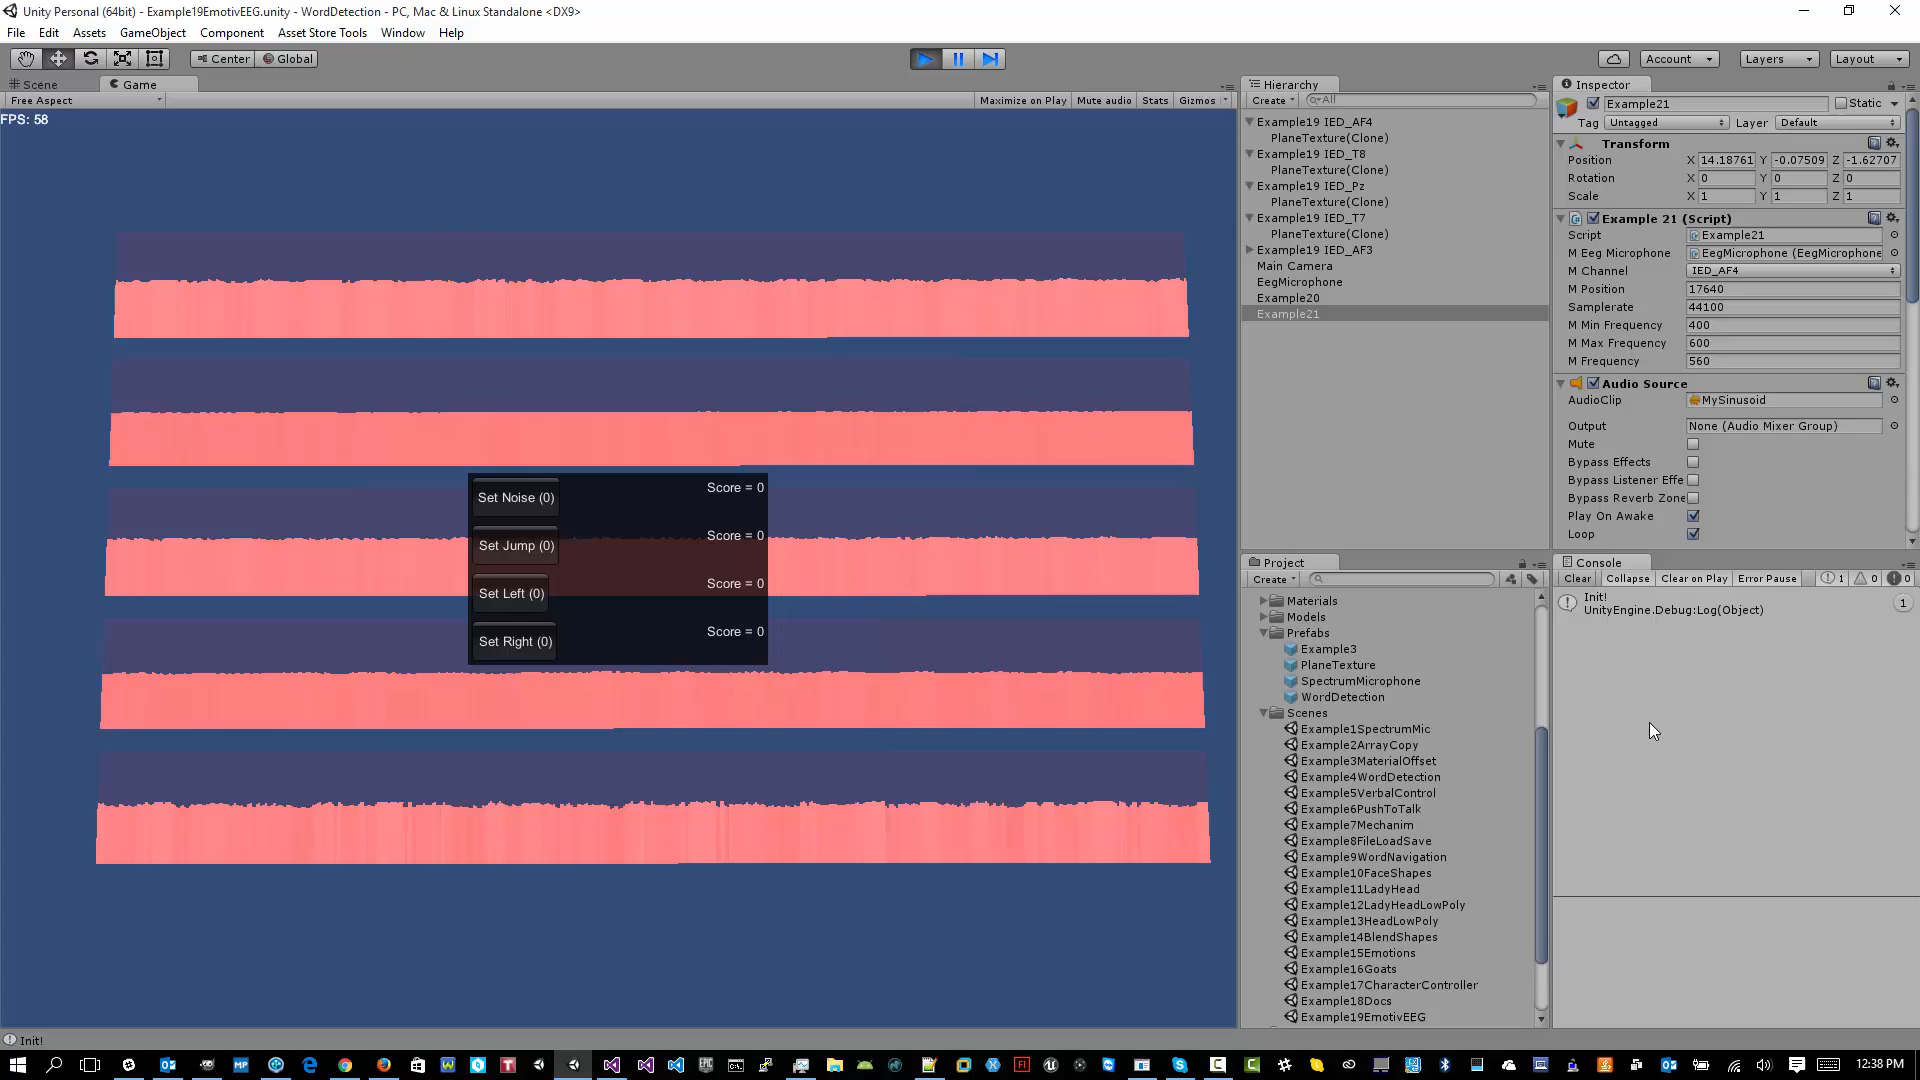 Unity Personal (64bit) - Example19EmotivEEG.unity - WordDetection - PC, Mac & Linux Standalone <DX9>
File Edit Assets GameObject Component Asset Store Tools Window Help
Center Global Account Layers Layout
Scene Game
Free Aspect Maximize on Play Mute audio Stats Gizmos
FPS: 58
Set Noise (0) Score = 0
Set Jump (0) Score = 0
Set Left (0) Score = 0
Set Right (0) Score = 0
Hierarchy
Create All
Example19 IED_AF4
PlaneTexture(Clone)
Example19 IED_T8
PlaneTexture(Clone)
Example19 IED_Pz
PlaneTexture(Clone)
Example19 IED_T7
PlaneTexture(Clone)
Example19 IED_AF3
Main Camera
EegMicrophone
Example20
Example21
Inspector
Example21 Static
Tag Untagged Layer Default
Transform
Position X 14.18761 Y -0.07509 Z -1.62707
Rotation X 0 Y 0 Z 0
Scale X 1 Y 1 Z 1
Example 21 (Script)
Script Example21
M Eeg Microphone EegMicrophone (EegMicrophone
M Channel IED_AF4
M Position 17640
Samplerate 44100
M Min Frequency 400
M Max Frequency 600
M Frequency 560
Audio Source
AudioClip MySinusoid
Output None (Audio Mixer Group)
Mute
Bypass Effects
Bypass Listener Effe
Bypass Reverb Zone
Play On Awake
Loop
Project
Create
Materials
Models
Prefabs
Example3
PlaneTexture
SpectrumMicrophone
WordDetection
Scenes
Example1SpectrumMic
Example2ArrayCopy
Example3MaterialOffset
Example4WordDetection
Example5VerbalControl
Example6PushToTalk
Example7Mechanim
Example8FileLoadSave
Example9WordNavigation
Example10FaceShapes
Example11LadyHead
Example12LadyHeadLowPoly
Example13HeadLowPoly
Example14BlendShapes
Example15Emotions
Example16Goats
Example17CharacterController
Example18Docs
Example19EmotivEEG
Console
Clear Collapse Clear on Play Error Pause 1 0 0
Init!
UnityEngine.Debug:Log(Object) 1
Init!
12:38 PM